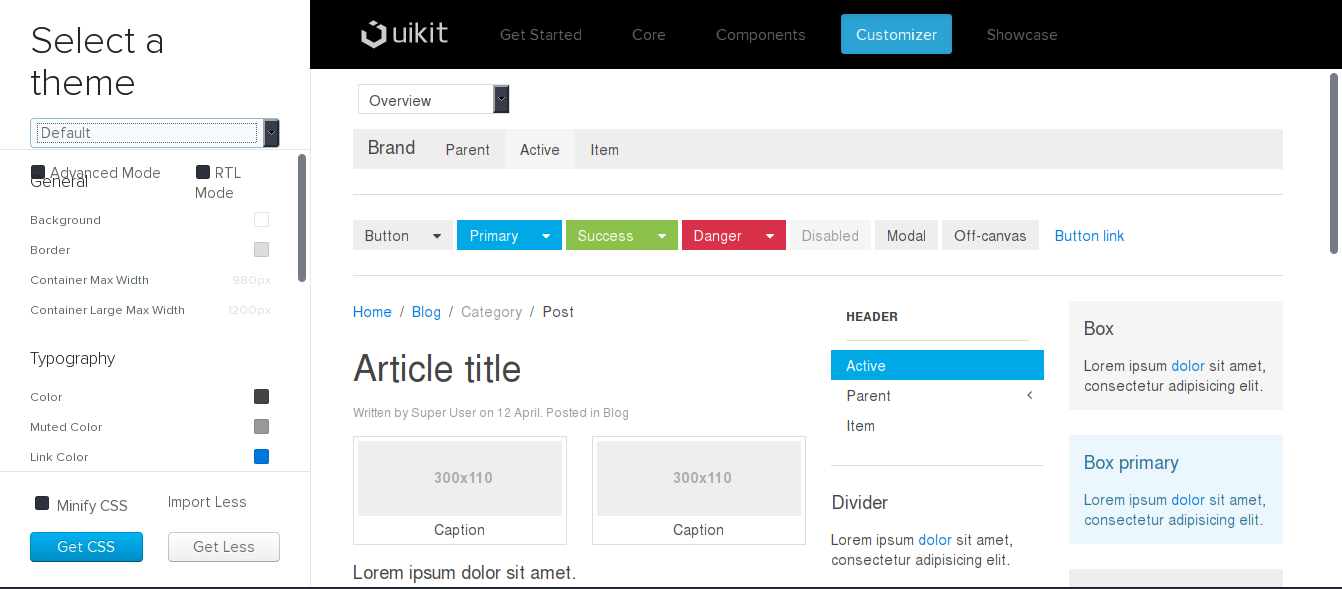 Select a
theme
Default
Advanced Mode
RTL
Mode
General
Background
Border
Container Max Width 980px
Container Large Max Width 1200px
Typography
Color
Muted Color
Link Color
Minify CSS
Import Less
Get CSS
Get Less
uikit
Get Started
Core
Components
Customizer
Showcase
Overview
Brand
Parent
Active
Item
Button
Primary
Success
Danger
Disabled
Modal
Off-canvas
Button link
Home / Blog / Category / Post
Article title
Written by Super User on 12 April. Posted in Blog
300x110
Caption
300x110
Caption
Lorem ipsum dolor sit amet.
HEADER
Active
Parent
Item
Divider
Lorem ipsum dolor sit amet,
consectetur adipisicing elit.
Box
Lorem ipsum dolor sit amet,
consectetur adipisicing elit.
Box primary
Lorem ipsum dolor sit amet,
consectetur adipisicing elit.